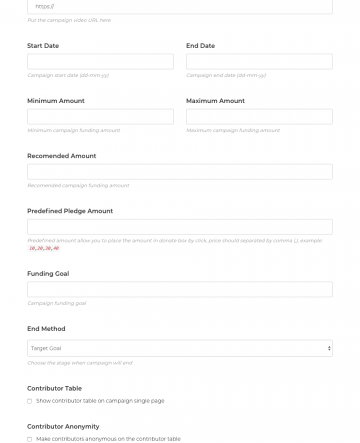 https://
Put the campaign video URL here
Start Date End Date
Campaign start date (dd-mm-yy) Campaign end date (dd-mm-yy)
Minimum Amount Maximum Amount
Minimum campaign funding amount Maximum campaign funding amount
Recomended Amount
Recomended campaign funding amount
Predefined Pledge Amount
Predefined amount allow you to place the amount in donate box by click, price should separated by comma (,), example:
10,20,30,40
Funding Goal
Campaign funding goal
End Method
Target Goal
Choose the stage when campaign will end
Contributor Table
Show contributor table on campaign single page
Contributor Anonymity
Make contributors anonymous on the contributor table